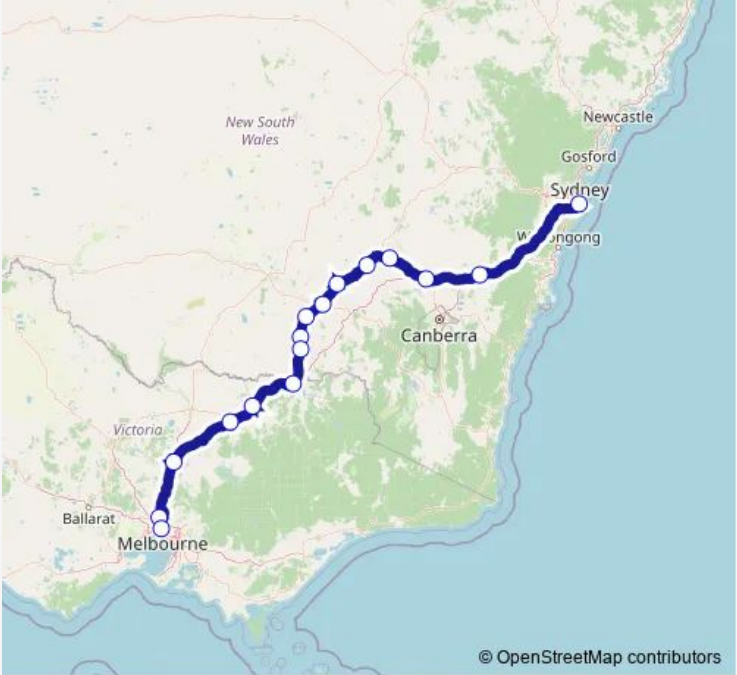 New South
Wales
Newcastle
Gosford
Sydney
Canberra
Victoria
Ballarat
Melbourne
© OpenStreetMap contributors